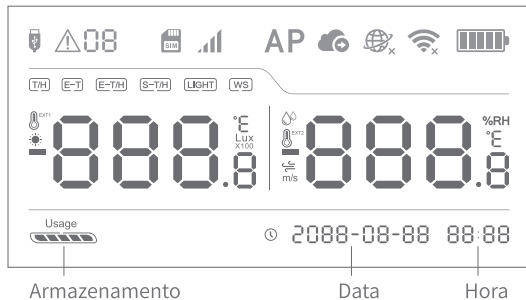 08 SIM AP
T/H E-T E-T/H S-T/H LIGHT WS
EXT1 888.8 °E Lux X100 EXT2 m/s 888.8 %RH °E
Usage 2088-08-88 88:88
Armazenamento Data Hora